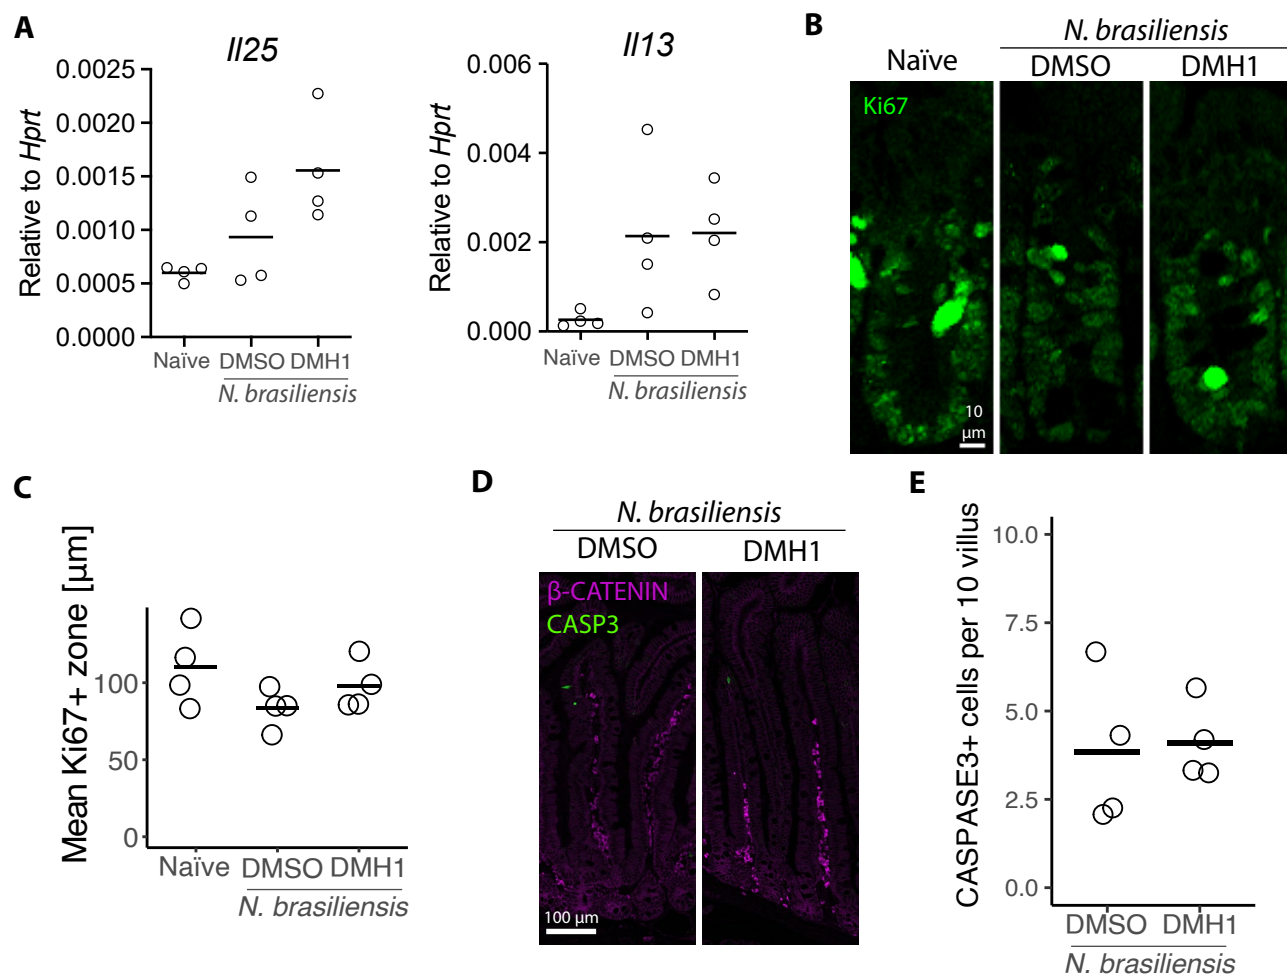 A
Il25
Relative to Hprt
0.0025
0.0020
0.0015
0.0010
0.0005
0.0000
Naïve DMSO DMH1
N. brasiliensis
Il13
Relative to Hprt
0.006
0.004
0.002
0.000
Naïve DMSO DMH1
N. brasiliensis
B
N. brasiliensis
Naïve DMSO DMH1
Ki67
10
µm
C
Mean Ki67+ zone [µm]
100
50
0
Naïve DMSO DMH1
N. brasiliensis
D
N. brasiliensis
DMSO DMH1
β-CATENIN
CASP3
100 µm
E
CASPASE3+ cells per 10 villus
10.0
7.5
5.0
2.5
0.0
DMSO DMH1
N. brasiliensis